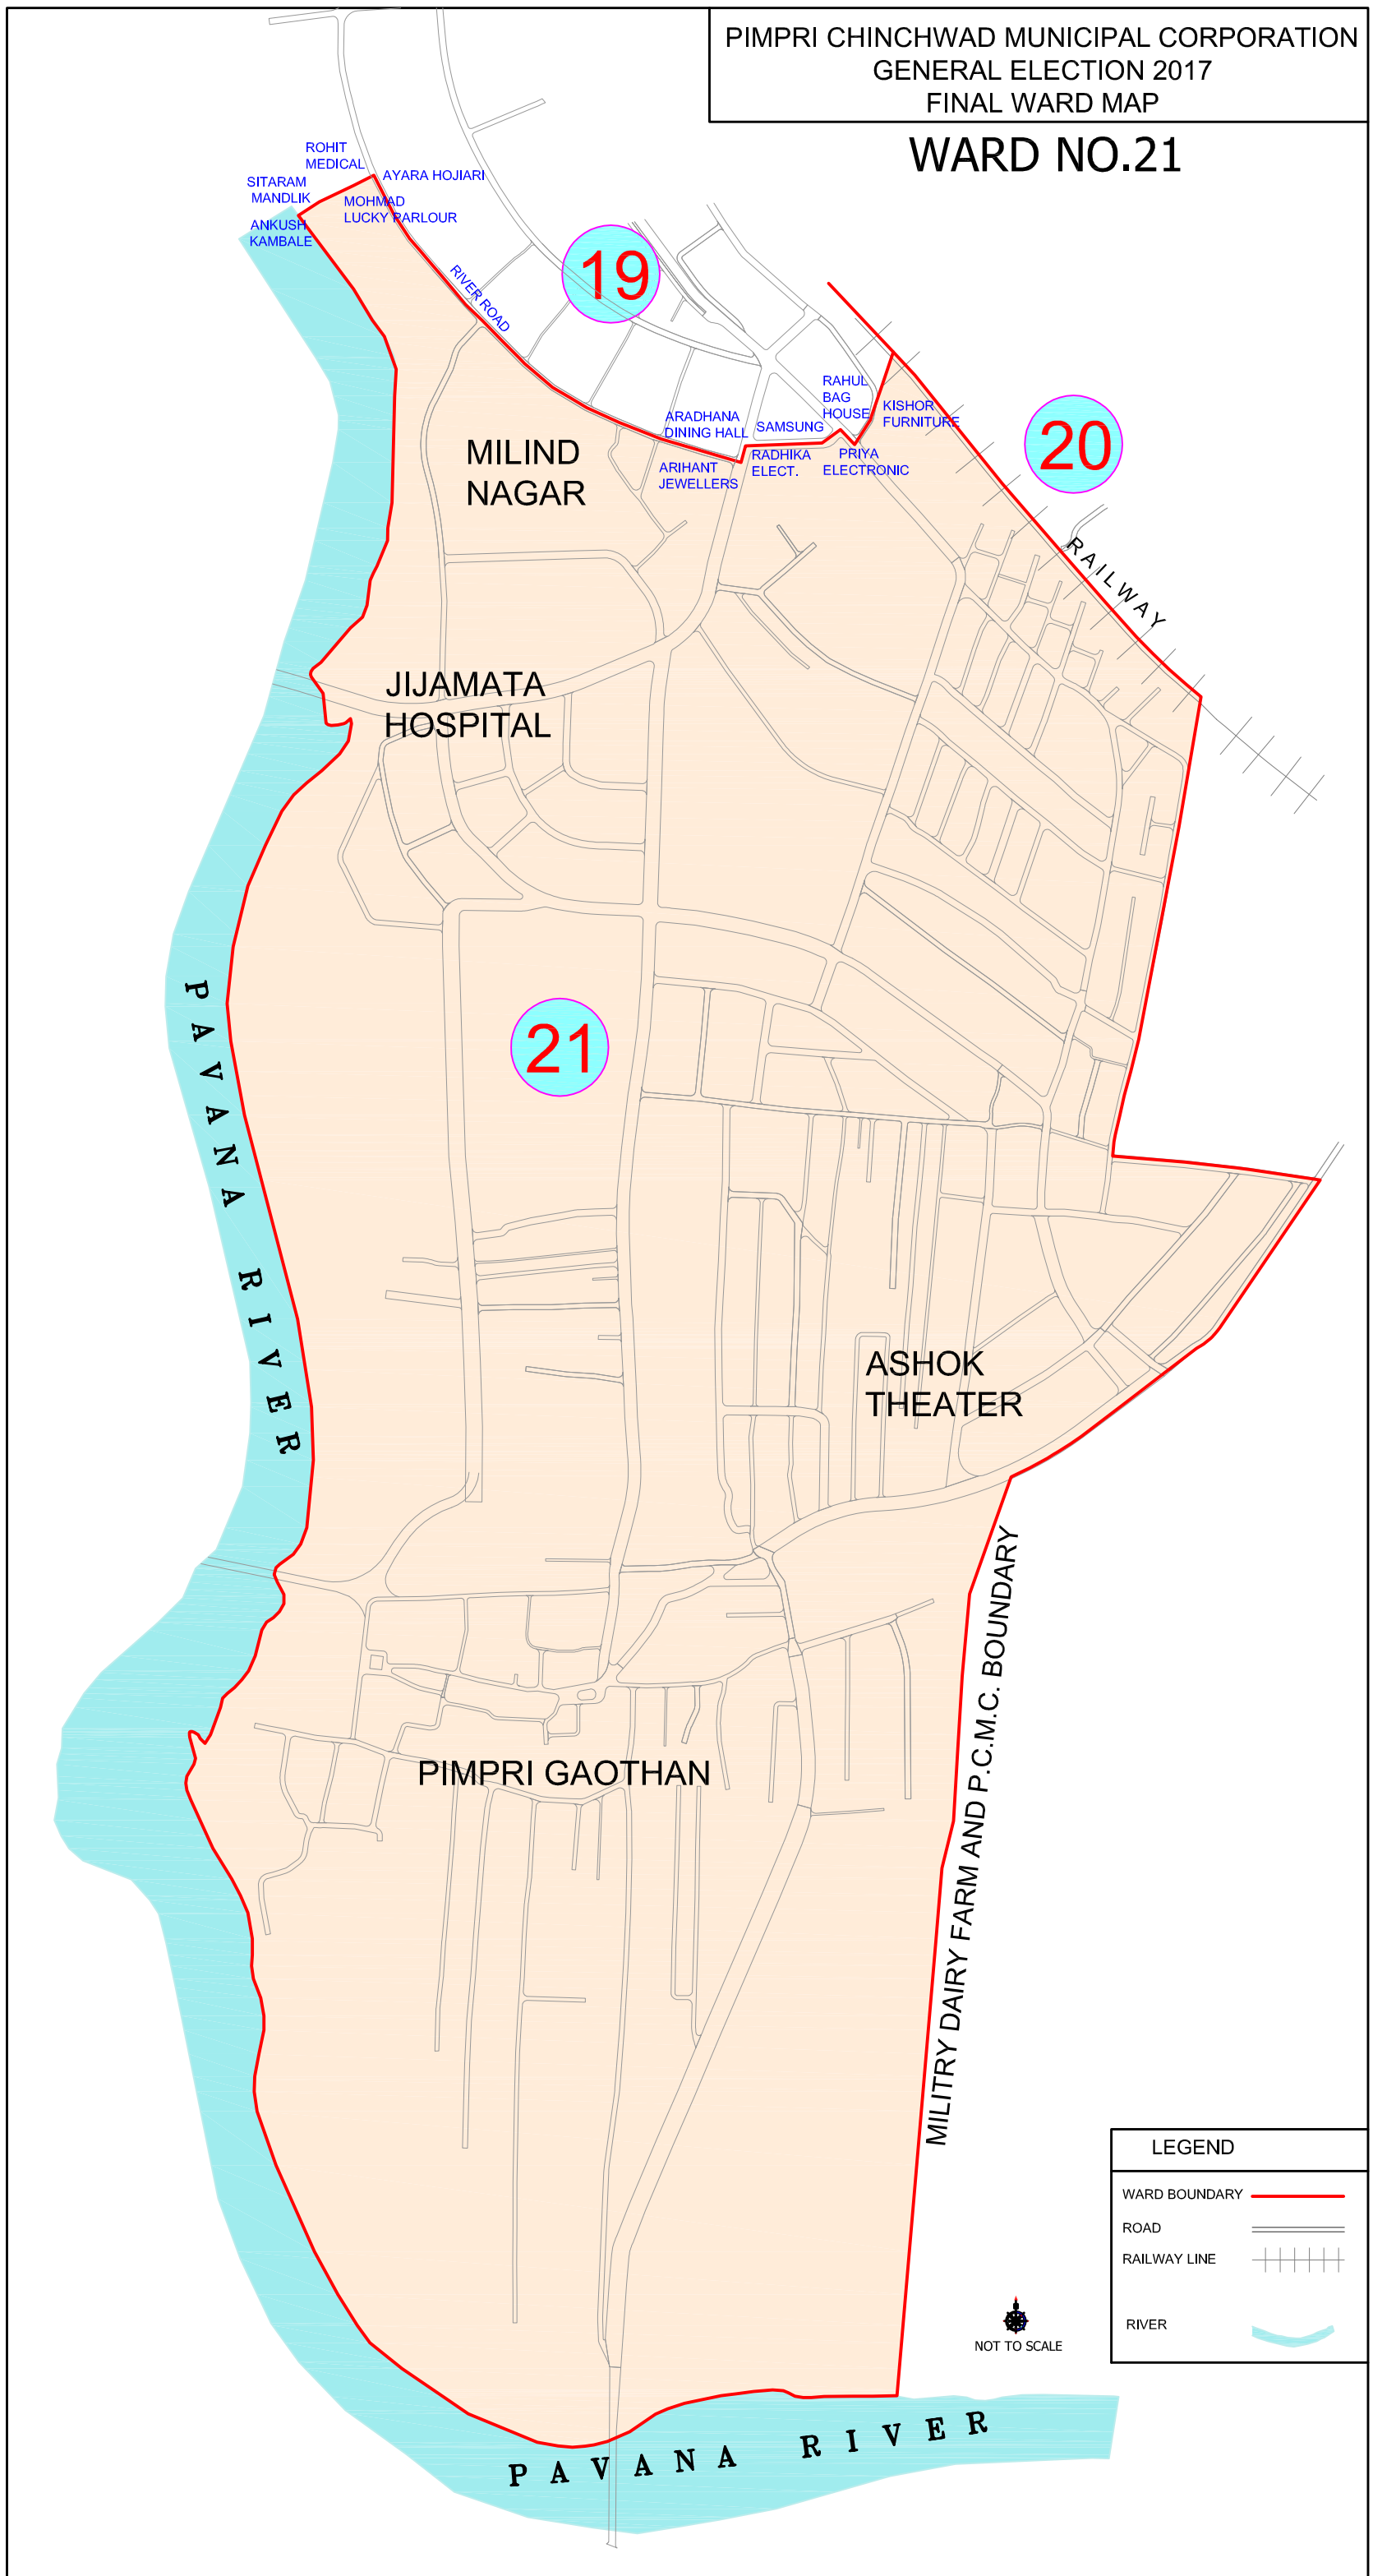 PIMPRI CHINCHWAD MUNICIPAL CORPORATION
GENERAL ELECTION 2017
FINAL WARD MAP
WARD NO.21
ROHIT
MEDICAL
AYARA HOJIARI
SITARAM
MANDLIK
MOHMAD
LUCKY PARLOUR
ANKUSH
KAMBALE
RIVER ROAD
19
RAHUL
BAG
HOUSE
KISHOR
FURNITURE
20
ARADHANA
DINING HALL
SAMSUNG
ARIHANT
JEWELLERS
RADHIKA
ELECT.
PRIYA
ELECTRONIC
MILIND
NAGAR
RAILWAY
JIJAMATA
HOSPITAL
21
PAVANA RIVER
ASHOK
THEATER
MILITRY DAIRY FARM AND P.C.M.C. BOUNDARY
PIMPRI GAOTHAN
LEGEND
WARD BOUNDARY
ROAD
RAILWAY LINE
RIVER
NOT TO SCALE
PAVANA RIVER